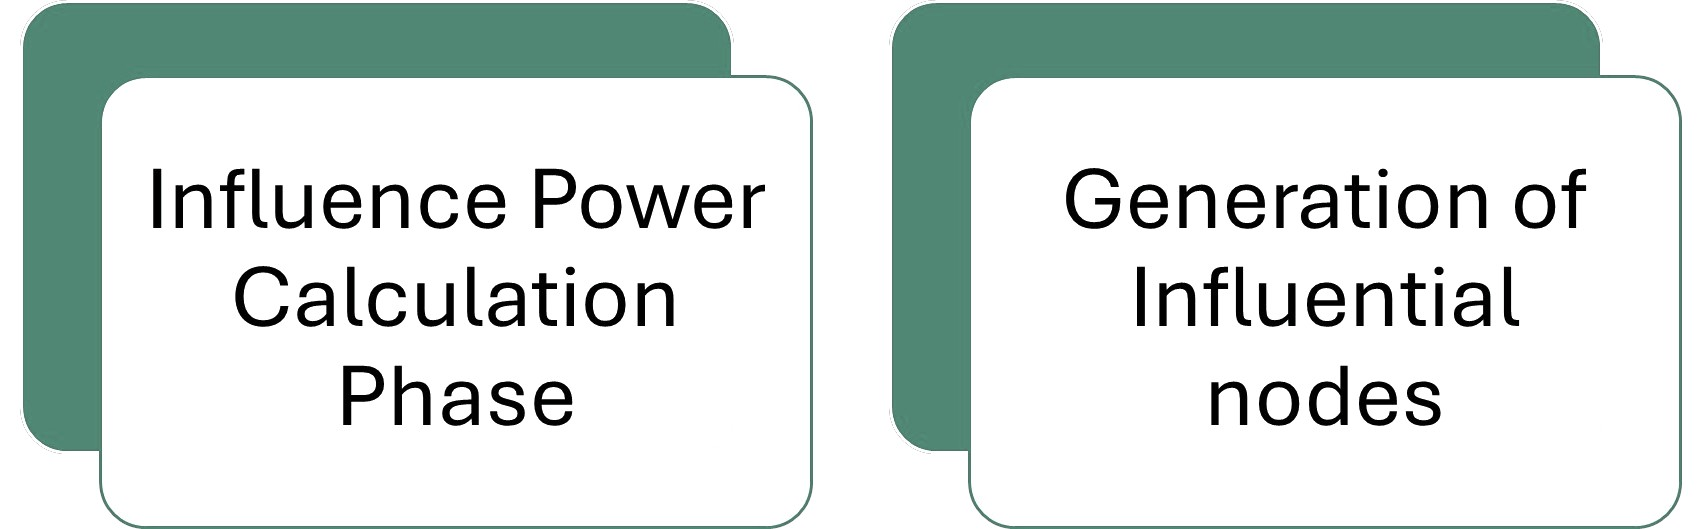 Influence Power
Calculation
Phase
Generation of
Influential
nodes